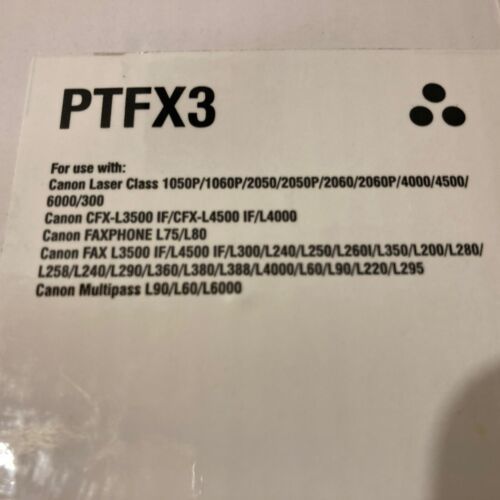 PTFX3
For use with:
Canon Laser Class 1050P/1060P/2050/2050P/2060/2060P/4000/4500/
6000/300
Canon CFX-L3500 IF/CFX-L4500 IF/L4000
Canon FAXPHONE L75/L80
Canon FAX L3500 IF/L4500 IF/L300/L240/L250/L260I/L350/L200/L280/
L258/L240/L290/L360/L380/L388/L4000/L60/L90/L220/L295
Canon Multipass L90/L60/L6000